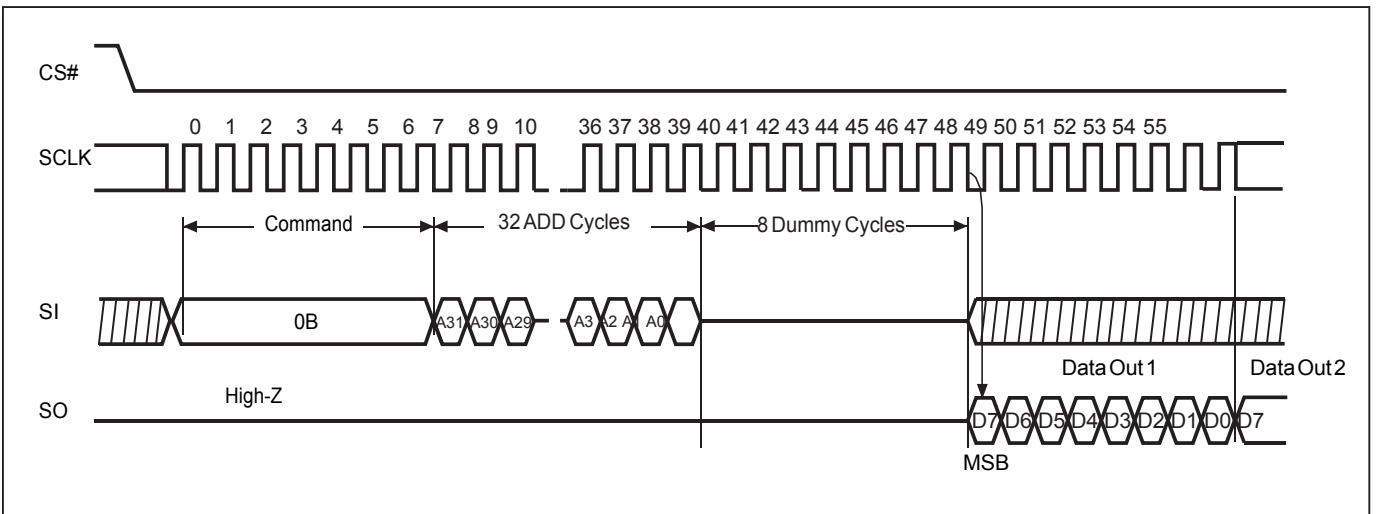 CS#
0 1 2 3 4 5 6 7 8 9 10 36 37 38 39 40 41 42 43 44 45 46 47 48 49 50 51 52 53 54 55
SCLK
Command 32 ADD Cycles 8 Dummy Cycles
SI
0B A31 A30 A29 A3 A2 A1 A0
Data Out 1 Data Out 2
High-Z
SO
D7 D6 D5 D4 D3 D2 D1 D0 D7
MSB